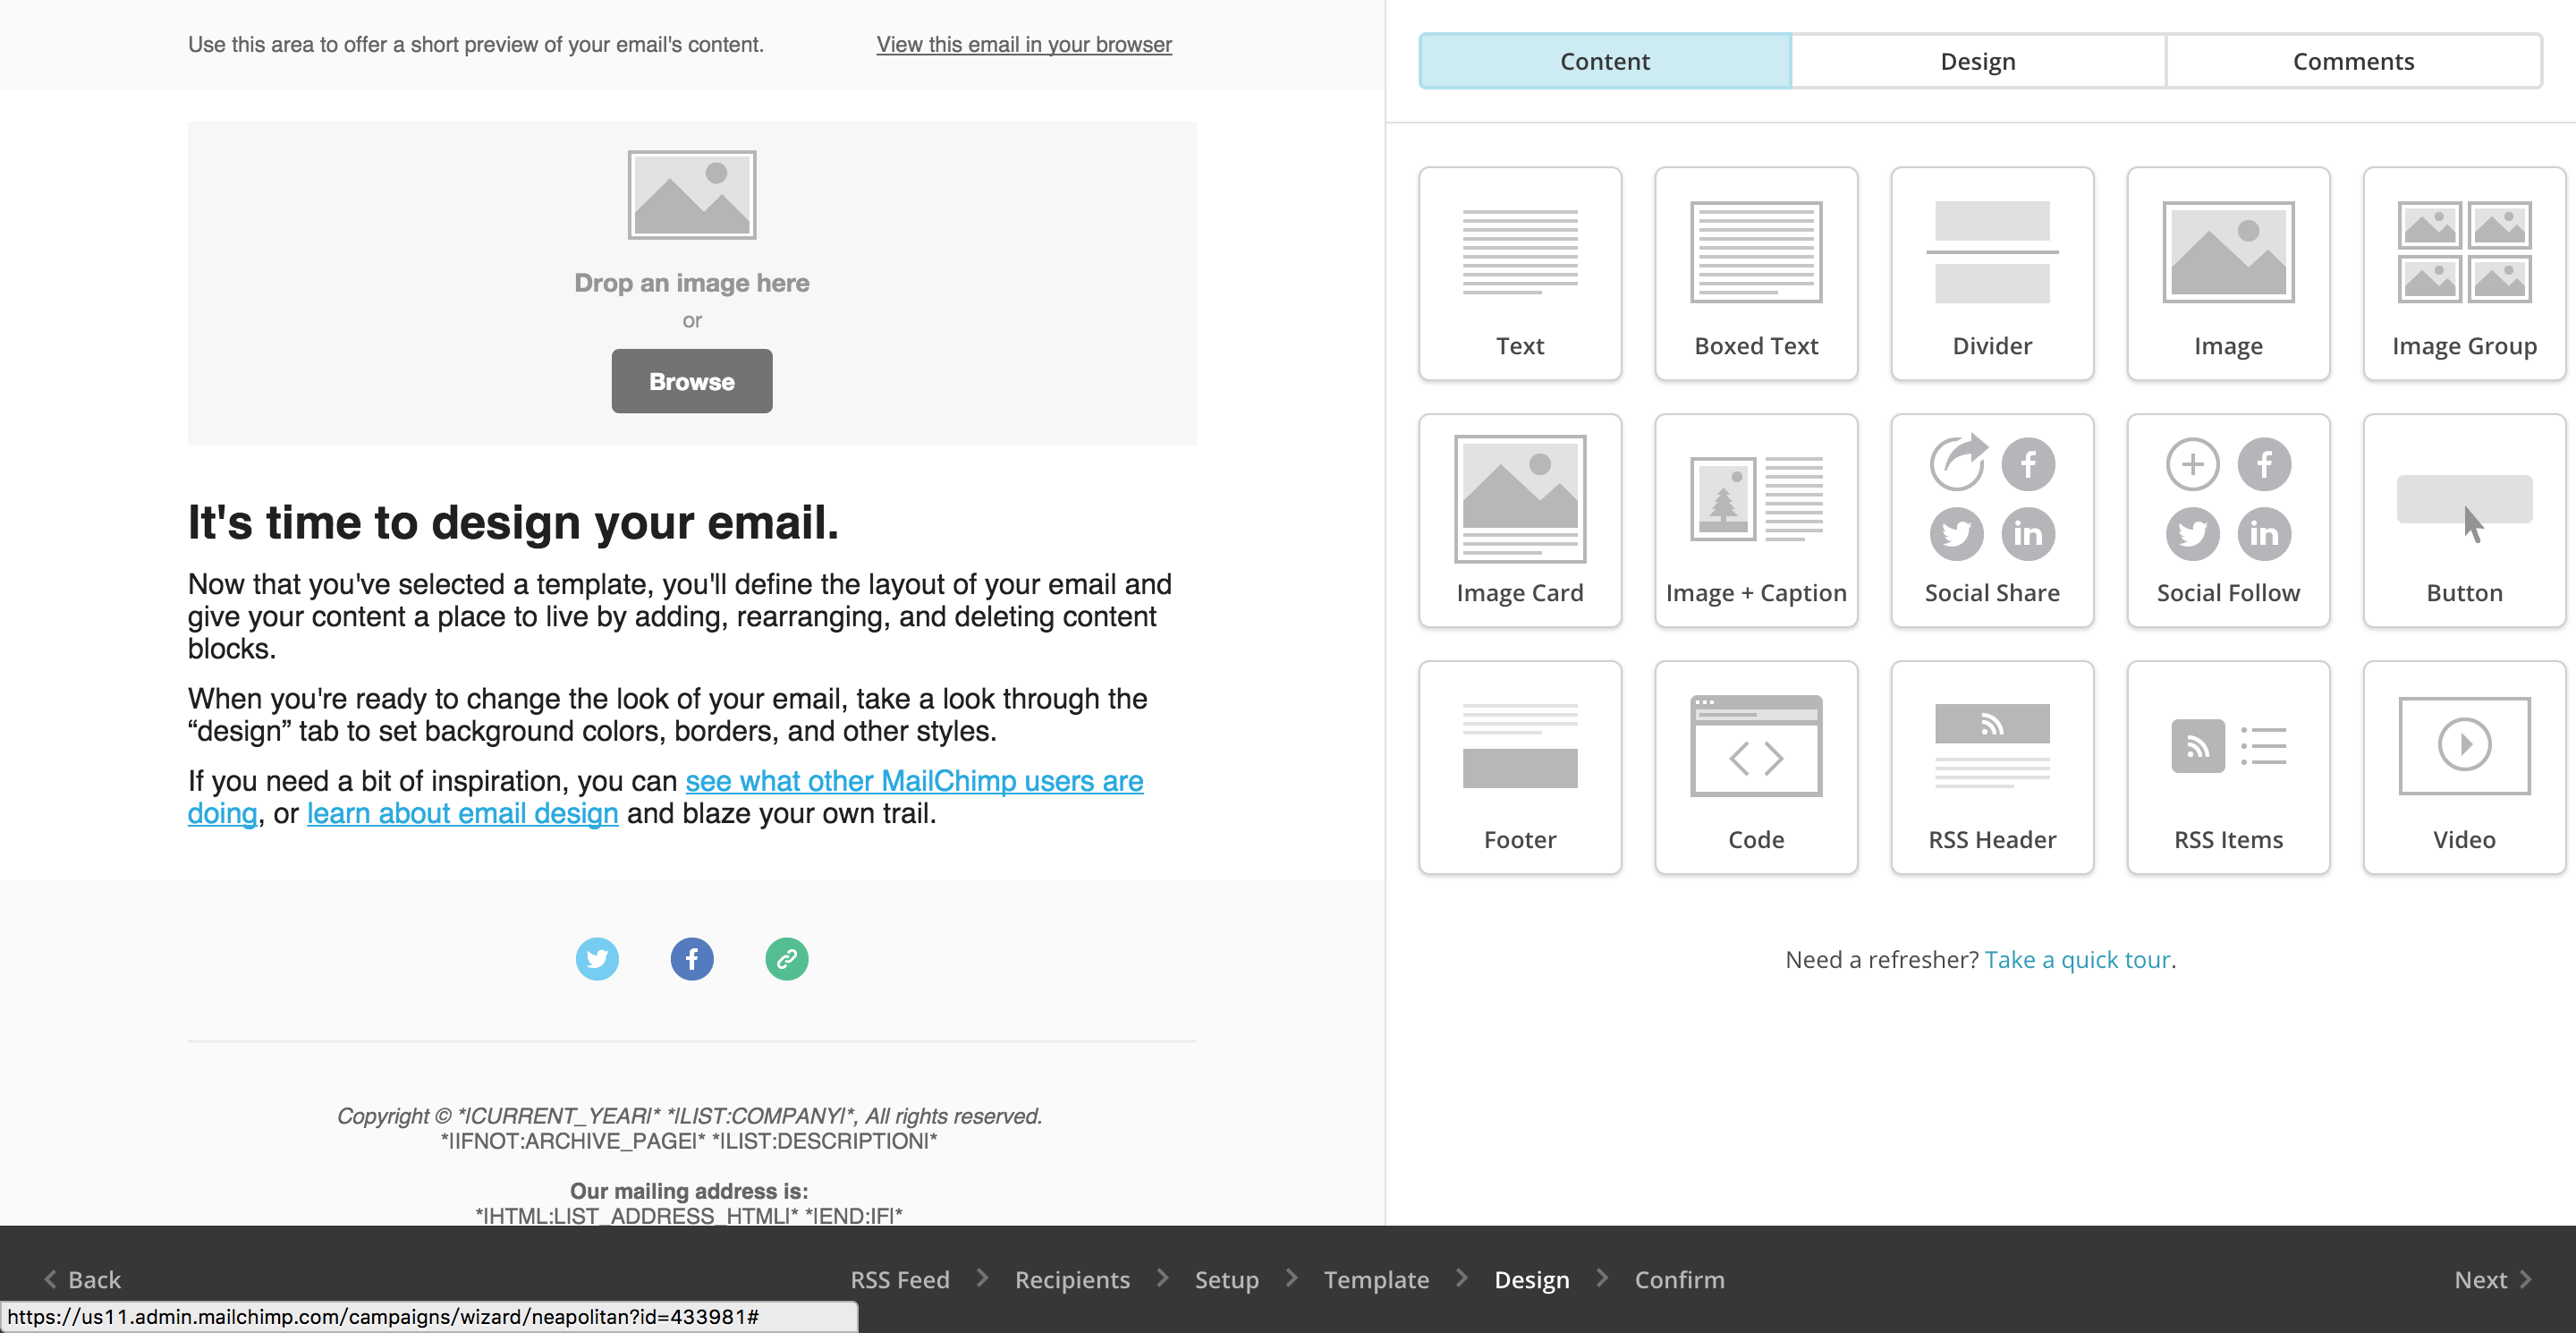 Use this area to offer a short preview of your email's content.
View this email in your browser
Drop an image here
or
Browse
It's time to design your email.
Now that you've selected a template, you'll define the layout of your email and
give your content a place to live by adding, rearranging, and deleting content
blocks.
When you're ready to change the look of your email, take a look through the
“design” tab to set background colors, borders, and other styles.
If you need a bit of inspiration, you can see what other MailChimp users are
doing, or learn about email design and blaze your own trail.
Copyright © *|CURRENT_YEAR|* *|LIST:COMPANY|*, All rights reserved.
*|IFNOT:ARCHIVE_PAGE|* *|LIST:DESCRIPTION|*
Our mailing address is:
*|HTML:LIST_ADDRESS_HTML|* *|END:IF|*
Content
Design
Comments
Text
Boxed Text
Divider
Image
Image Group
Image Card
Image + Caption
Social Share
Social Follow
Button
Footer
Code
RSS Header
RSS Items
Video
Need a refresher? Take a quick tour.
Back
RSS Feed
Recipients
Setup
Template
Design
Confirm
Next
https://us11.admin.mailchimp.com/campaigns/wizard/neapolitan?id=433981#